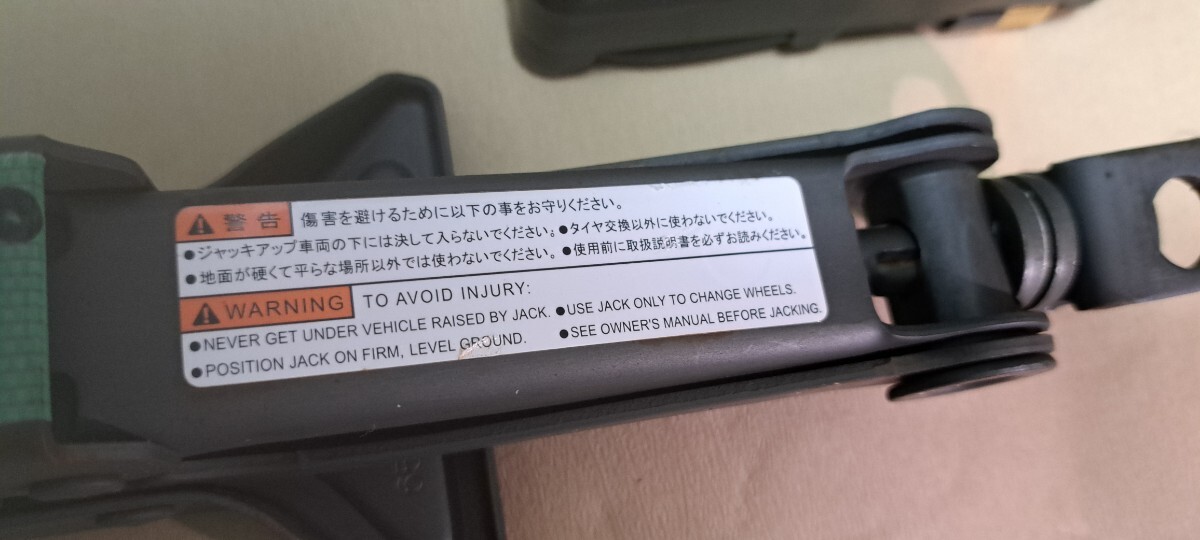 警告 傷害を避けるために以下の事をお守りください。
●ジャッキアップ車両の下には決して入らないでください。●タイヤ交換以外に使わないでください。
●地面が硬くて平らな場所以外では使わないでください。●使用前に取扱説明書を必ずお読みください。
WARNING TO AVOID INJURY:
●NEVER GET UNDER VEHICLE RAISED BY JACK. ●USE JACK ONLY TO CHANGE WHEELS.
●POSITION JACK ON FIRM, LEVEL GROUND. ●SEE OWNER'S MANUAL BEFORE JACKING.